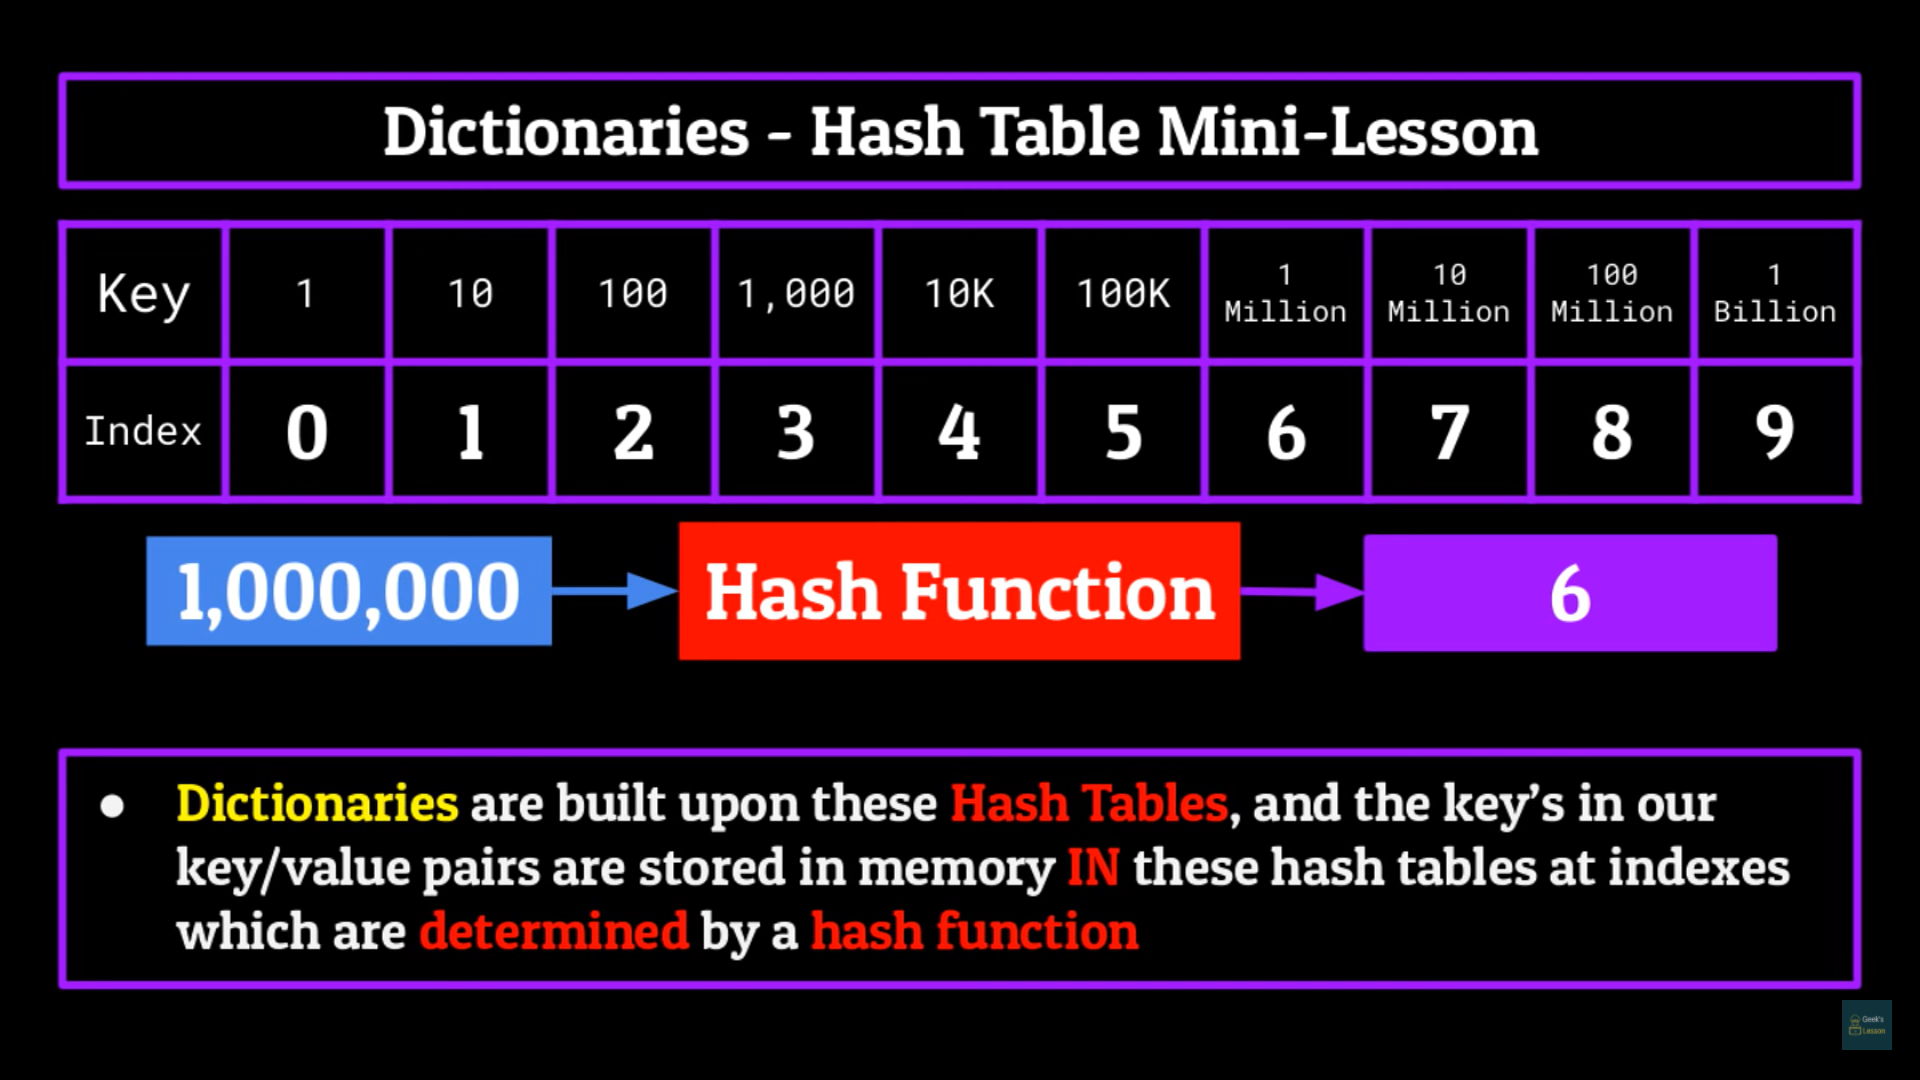 Dictionaries - Hash Table Mini-Lesson
Key 1 10 100 1,000 10K 100K 1 Million 10 Million 100 Million 1 Billion
Index 0 1 2 3 4 5 6 7 8 9
1,000,000 Hash Function 6
● Dictionaries are built upon these Hash Tables, and the key’s in our
key/value pairs are stored in memory IN these hash tables at indexes
which are determined by a hash function
Geek's
Lesson